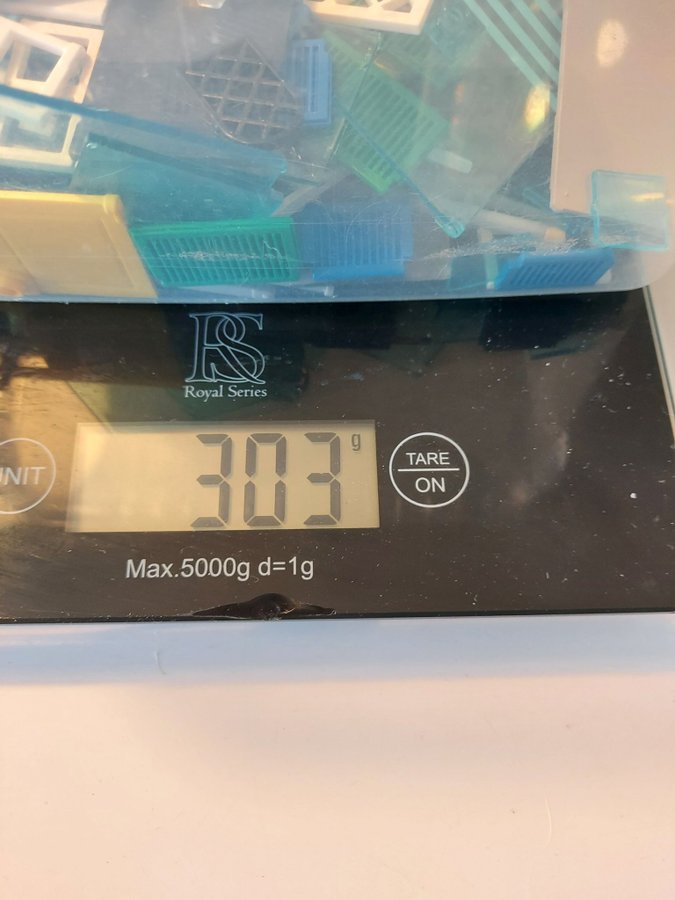 RS
Royal Series
303 g
UNIT
TARE
ON
Max.5000g d=1g